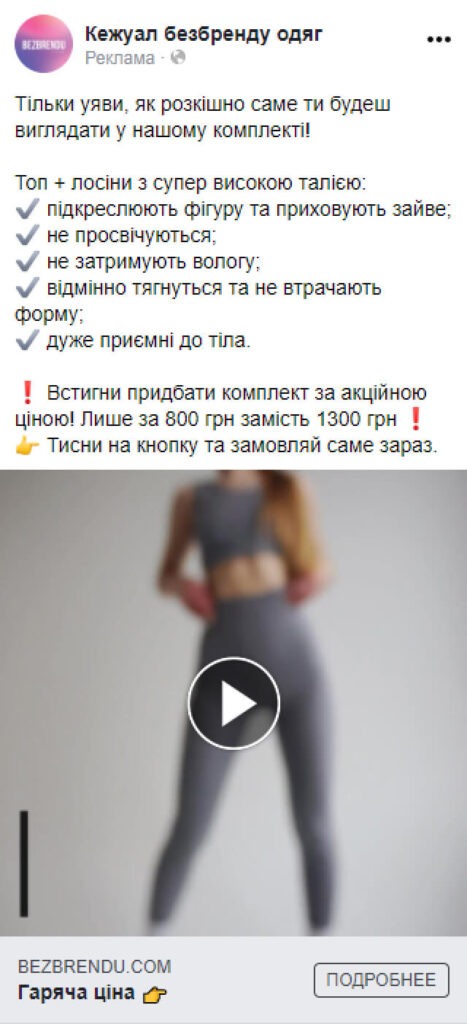 BEZBRENDU
Кежуал безбренду одяг
Реклама ·
Тільки уяви, як розкішно саме ти будеш
виглядати у нашому комплекті!
Топ + лосіни з супер високою талією:
✔️ підкреслюють фігуру та приховують зайве;
✔️ не просвічуються;
✔️ не затримують вологу;
✔️ відмінно тягнуться та не втрачають
форму;
✔️ дуже приємні до тіла.
❗ Встигни придбати комплект за акційною
ціною! Лише за 800 грн замість 1300 грн ❗
👉 Тисни на кнопку та замовляй саме зараз.
BEZBRENDU.COM
Гаряча ціна 👉
ПОДРОБНЕЕ